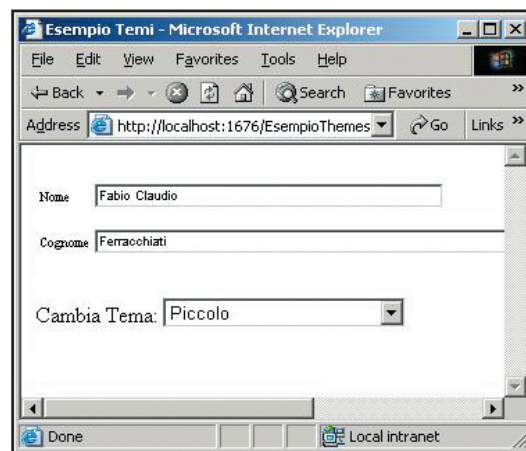 Esempio Temi - Microsoft Internet Explorer
File Edit View Favorites Tools Help
Back Search Favorites »
Address http://localhost:1676/EsempioThemes Go Links »
Nome Fabio Claudio
Cognome Ferracchiati
Cambia Tema: Piccolo
Done Local intranet